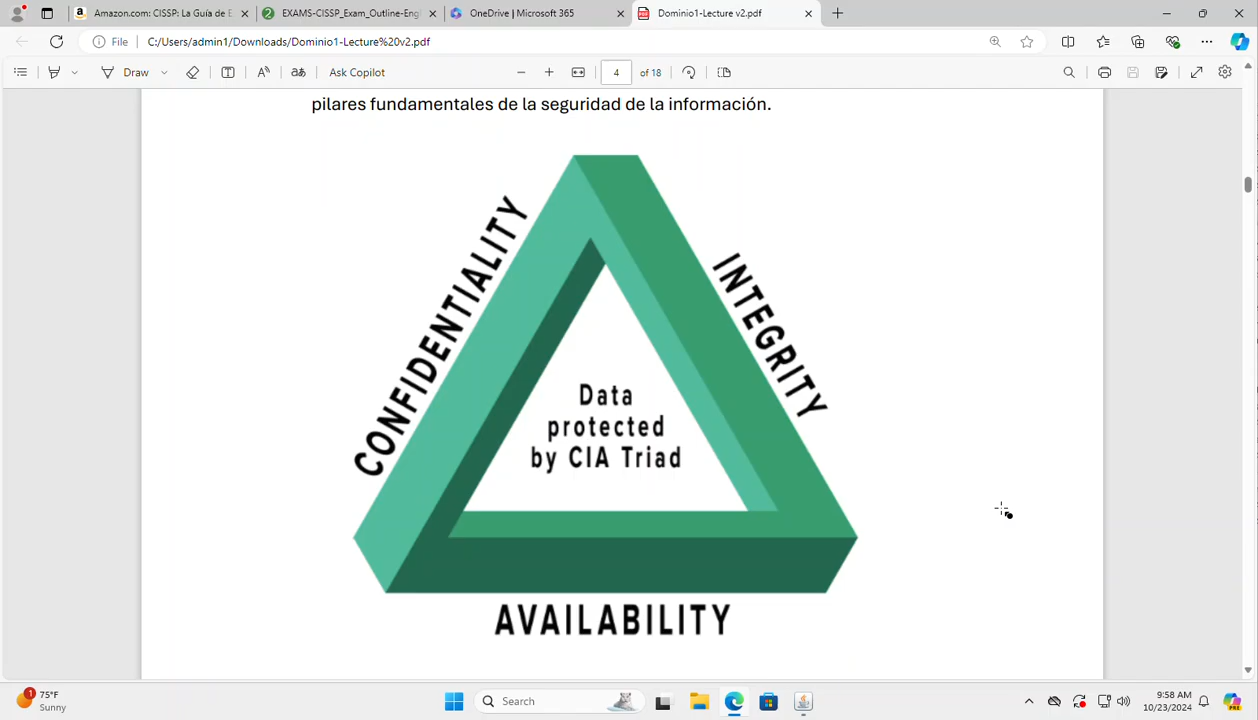 Amazon.com: CISSP: La Guía de E
EXAMS-CISSP_Exam_Outline-Eng
OneDrive | Microsoft 365
Dominio1-Lecture v2.pdf
File
C:/Users/admin1/Downloads/Dominio1-Lecture%20v2.pdf
Draw
Ask Copilot
4 of 18
pilares fundamentales de la seguridad de la información.
CONFIDENTIALITY
INTEGRITY
Data
protected
by CIA Triad
AVAILABILITY
1
75°F
Sunny
Search
9:58 AM
10/23/2024